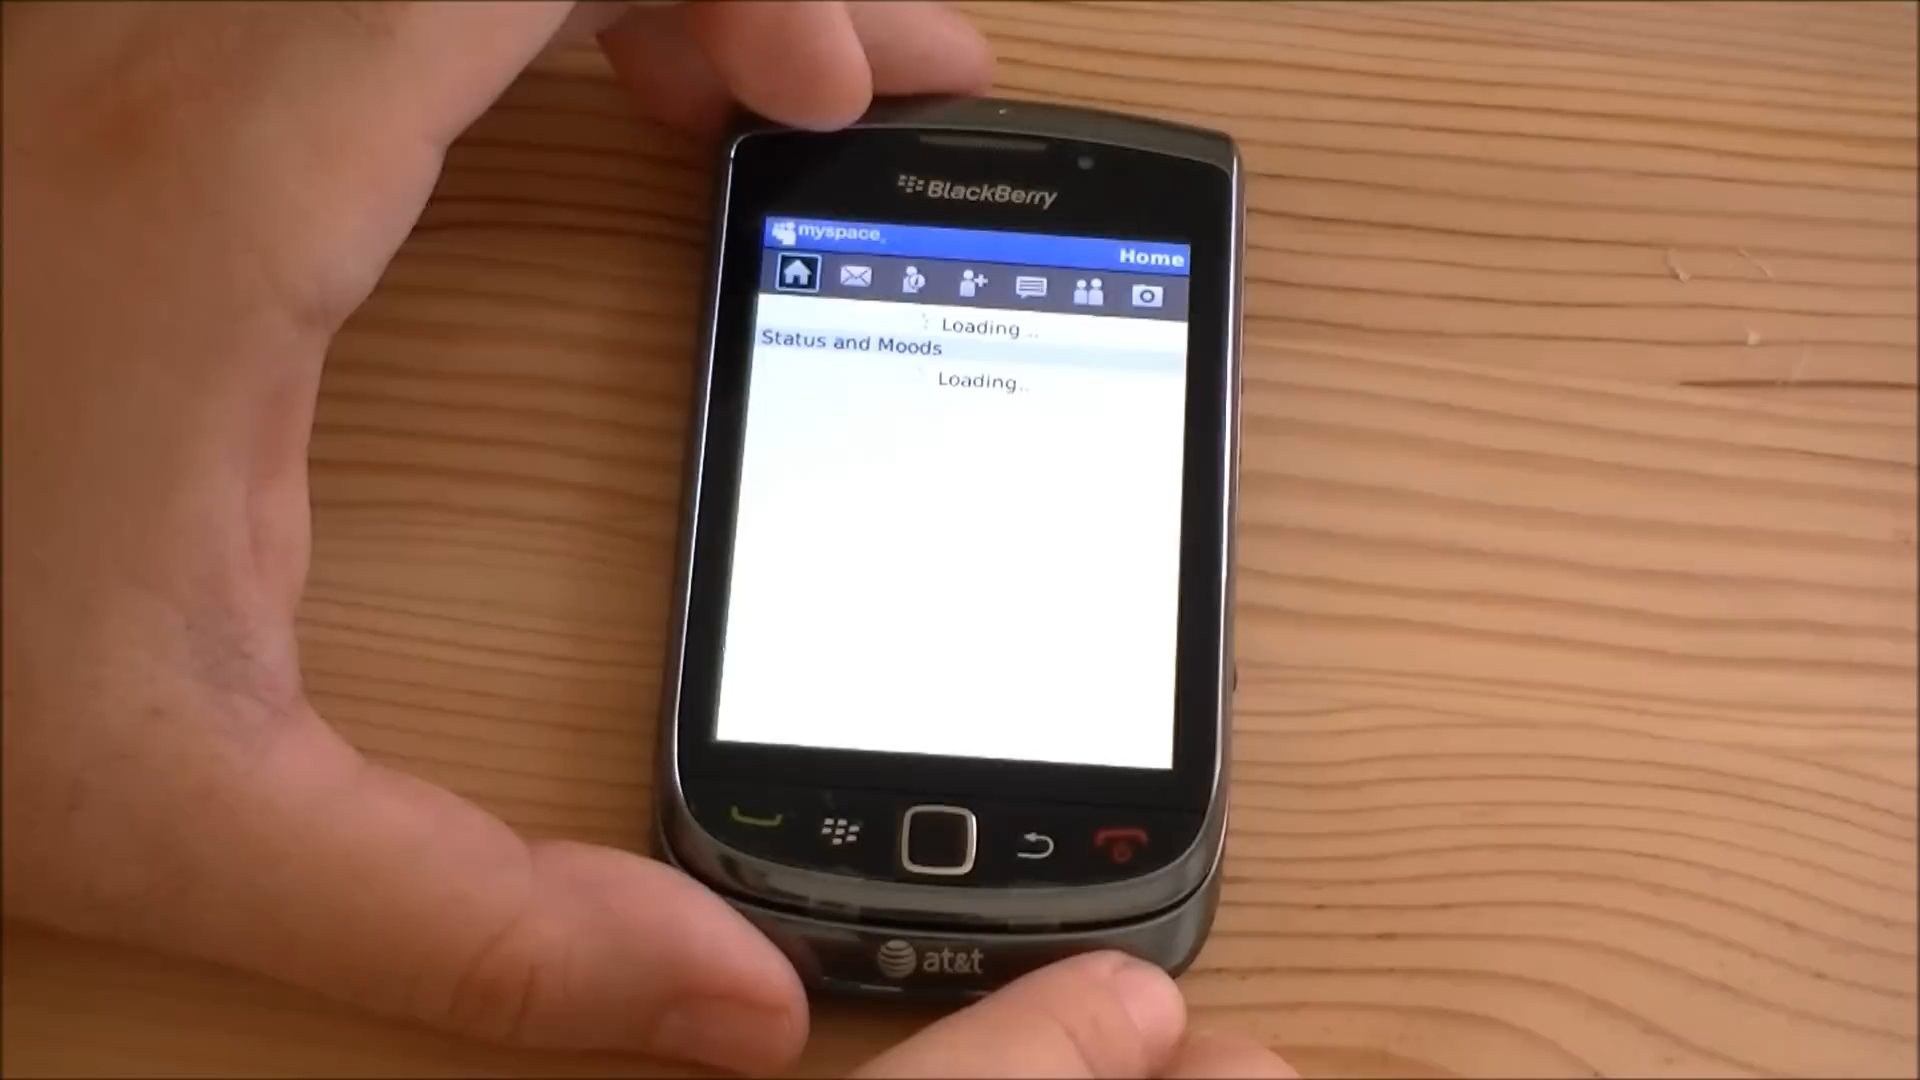 BlackBerry
myspace
Home
Loading...
Status and Moods
Loading...
at&t